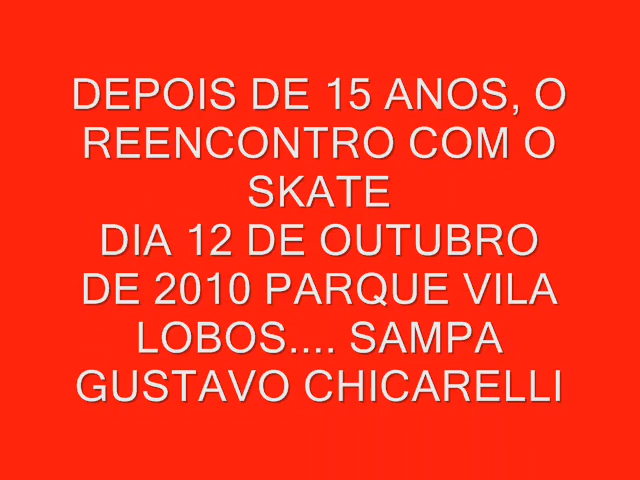 DEPOIS DE 15 ANOS, O
REENCONTRO COM O
SKATE
DIA 12 DE OUTUBRO
DE 2010 PARQUE VILA
LOBOS.... SAMPA
GUSTAVO CHICARELLI